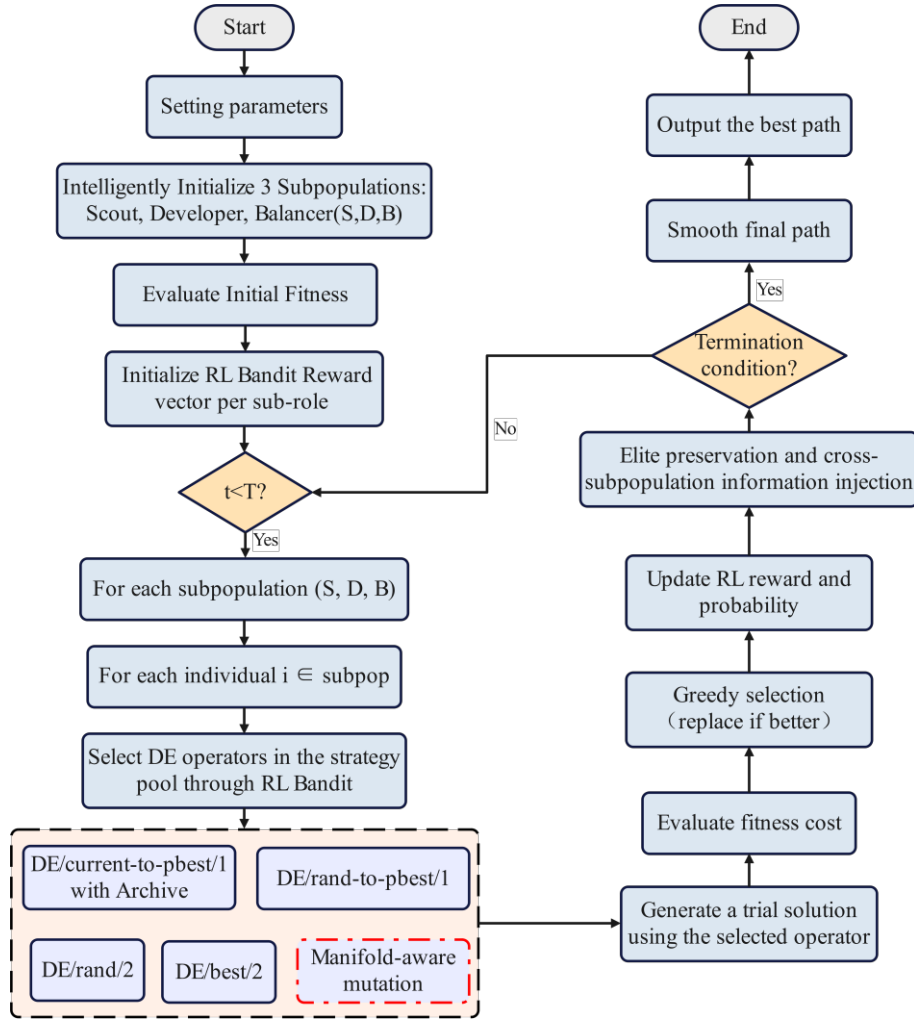 Start
Setting parameters
Intelligently Initialize 3 Subpopulations:
Scout, Developer, Balancer(S,D,B)
Evaluate Initial Fitness
Initialize RL Bandit Reward
vector per sub-role
t<T?
Yes
For each subpopulation (S, D, B)
For each individual i ∈ subpop
Select DE operators in the strategy
pool through RL Bandit
DE/current-to-pbest/1
with Archive
DE/rand-to-pbest/1
DE/rand/2
DE/best/2
Manifold-aware
mutation
Generate a trial solution
using the selected operator
Evaluate fitness cost
Greedy selection
（replace if better）
Update RL reward and
probability
Elite preservation and cross-
subpopulation information injection
Termination
condition?
No
Yes
Smooth final path
Output the best path
End